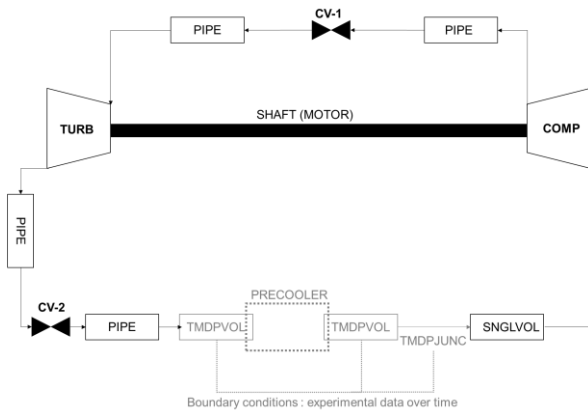 CV-1
PIPE
PIPE
SHAFT (MOTOR)
TURB
COMP
PIPE
PRECOOLER
CV-2
PIPE
TMDPVOL
TMDPVOL
SNGLVOL
TMDPJUNC
Boundary conditions : experimental data over time